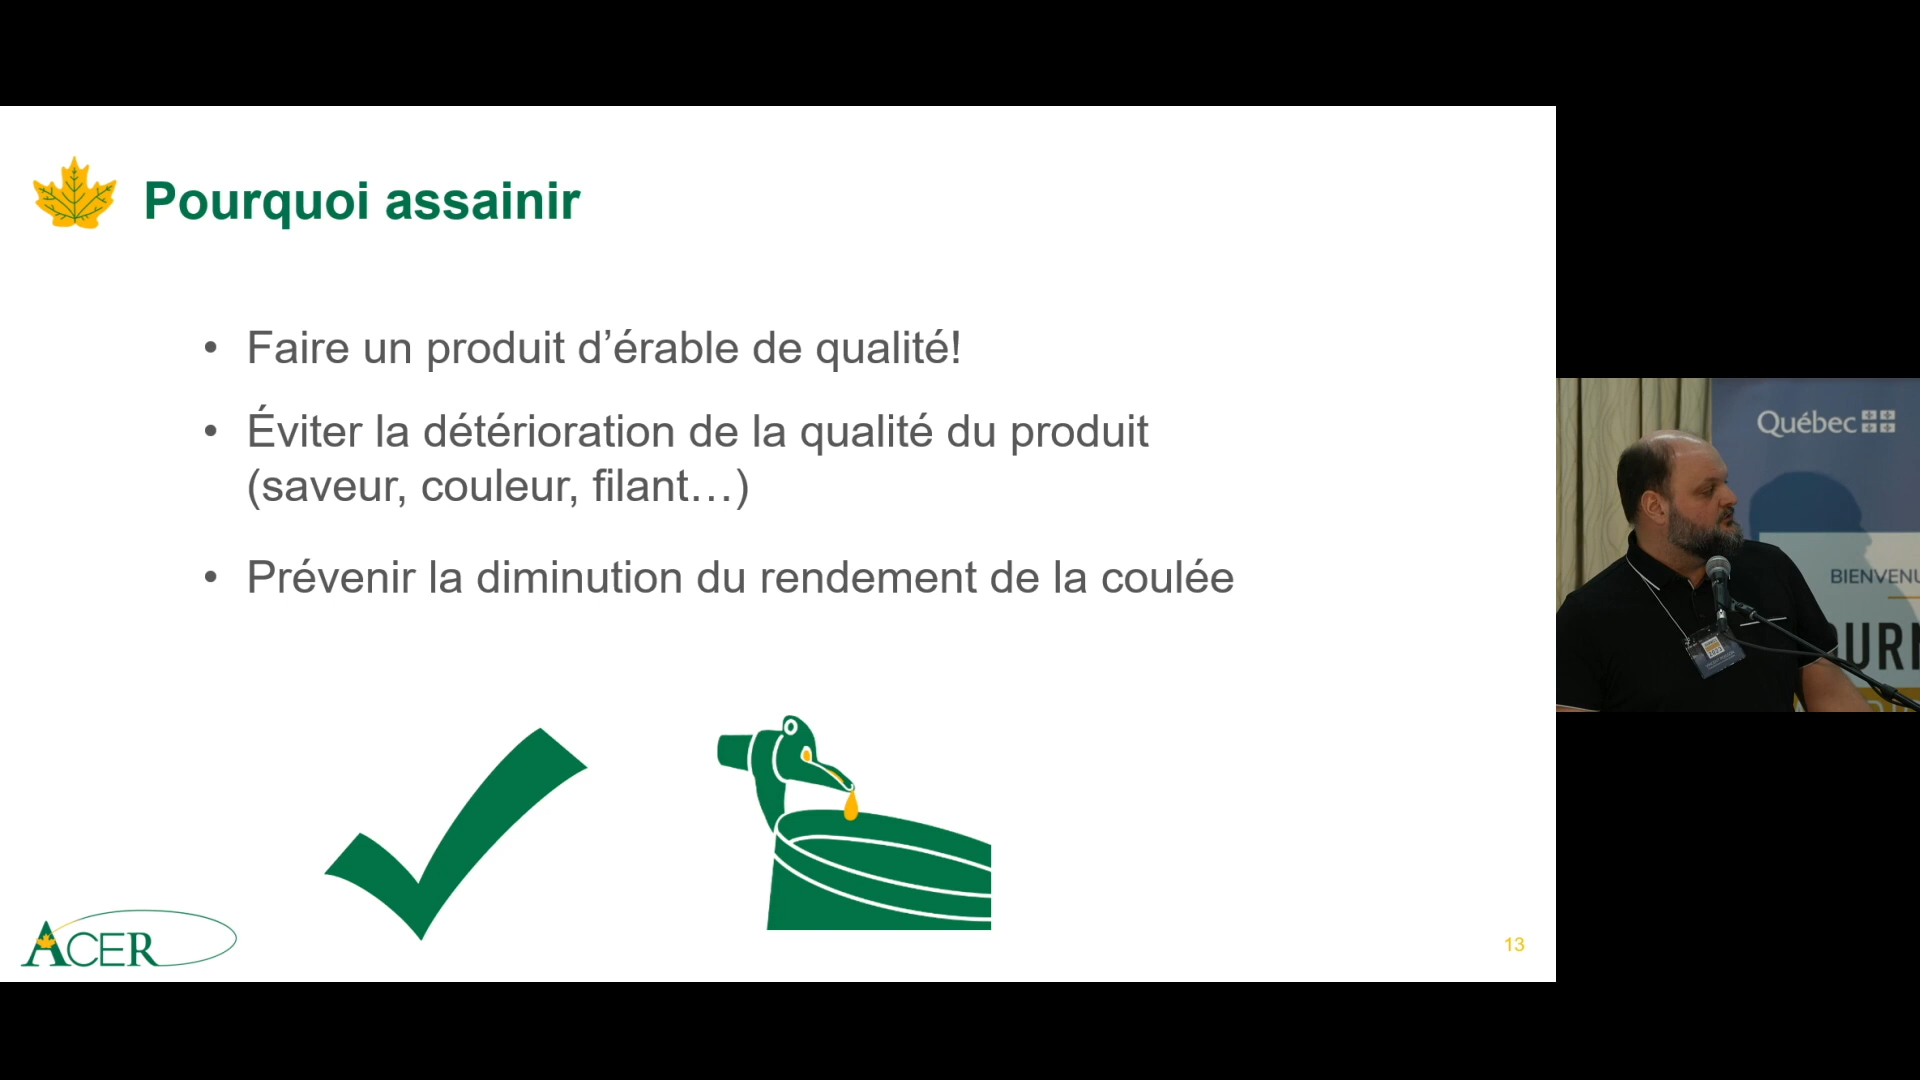 Pourquoi assainir
• Faire un produit d’érable de qualité!
• Éviter la détérioration de la qualité du produit
(saveur, couleur, filant…)
• Prévenir la diminution du rendement de la coulée
ACER
13
Québec
BIENVENU
URN